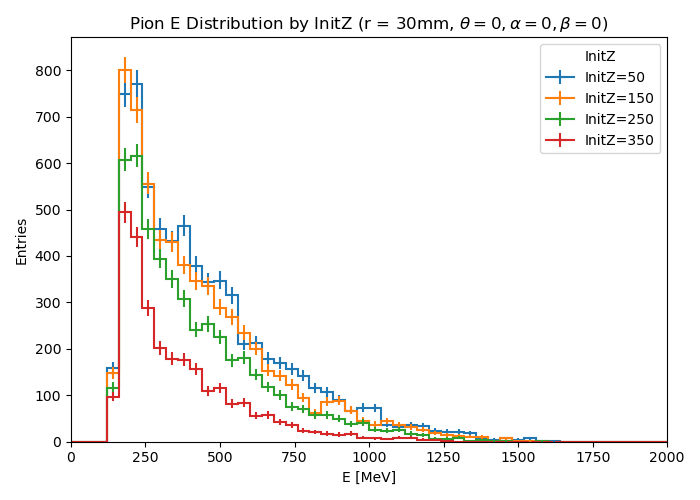 Pion E Distribution by InitZ (r = 30mm, θ = 0, α = 0, β = 0)
InitZ
InitZ=50
InitZ=150
InitZ=250
InitZ=350
Entries
800
700
600
500
400
300
200
100
0
0 250 500 750 1000 1250 1500 1750 2000
E [MeV]